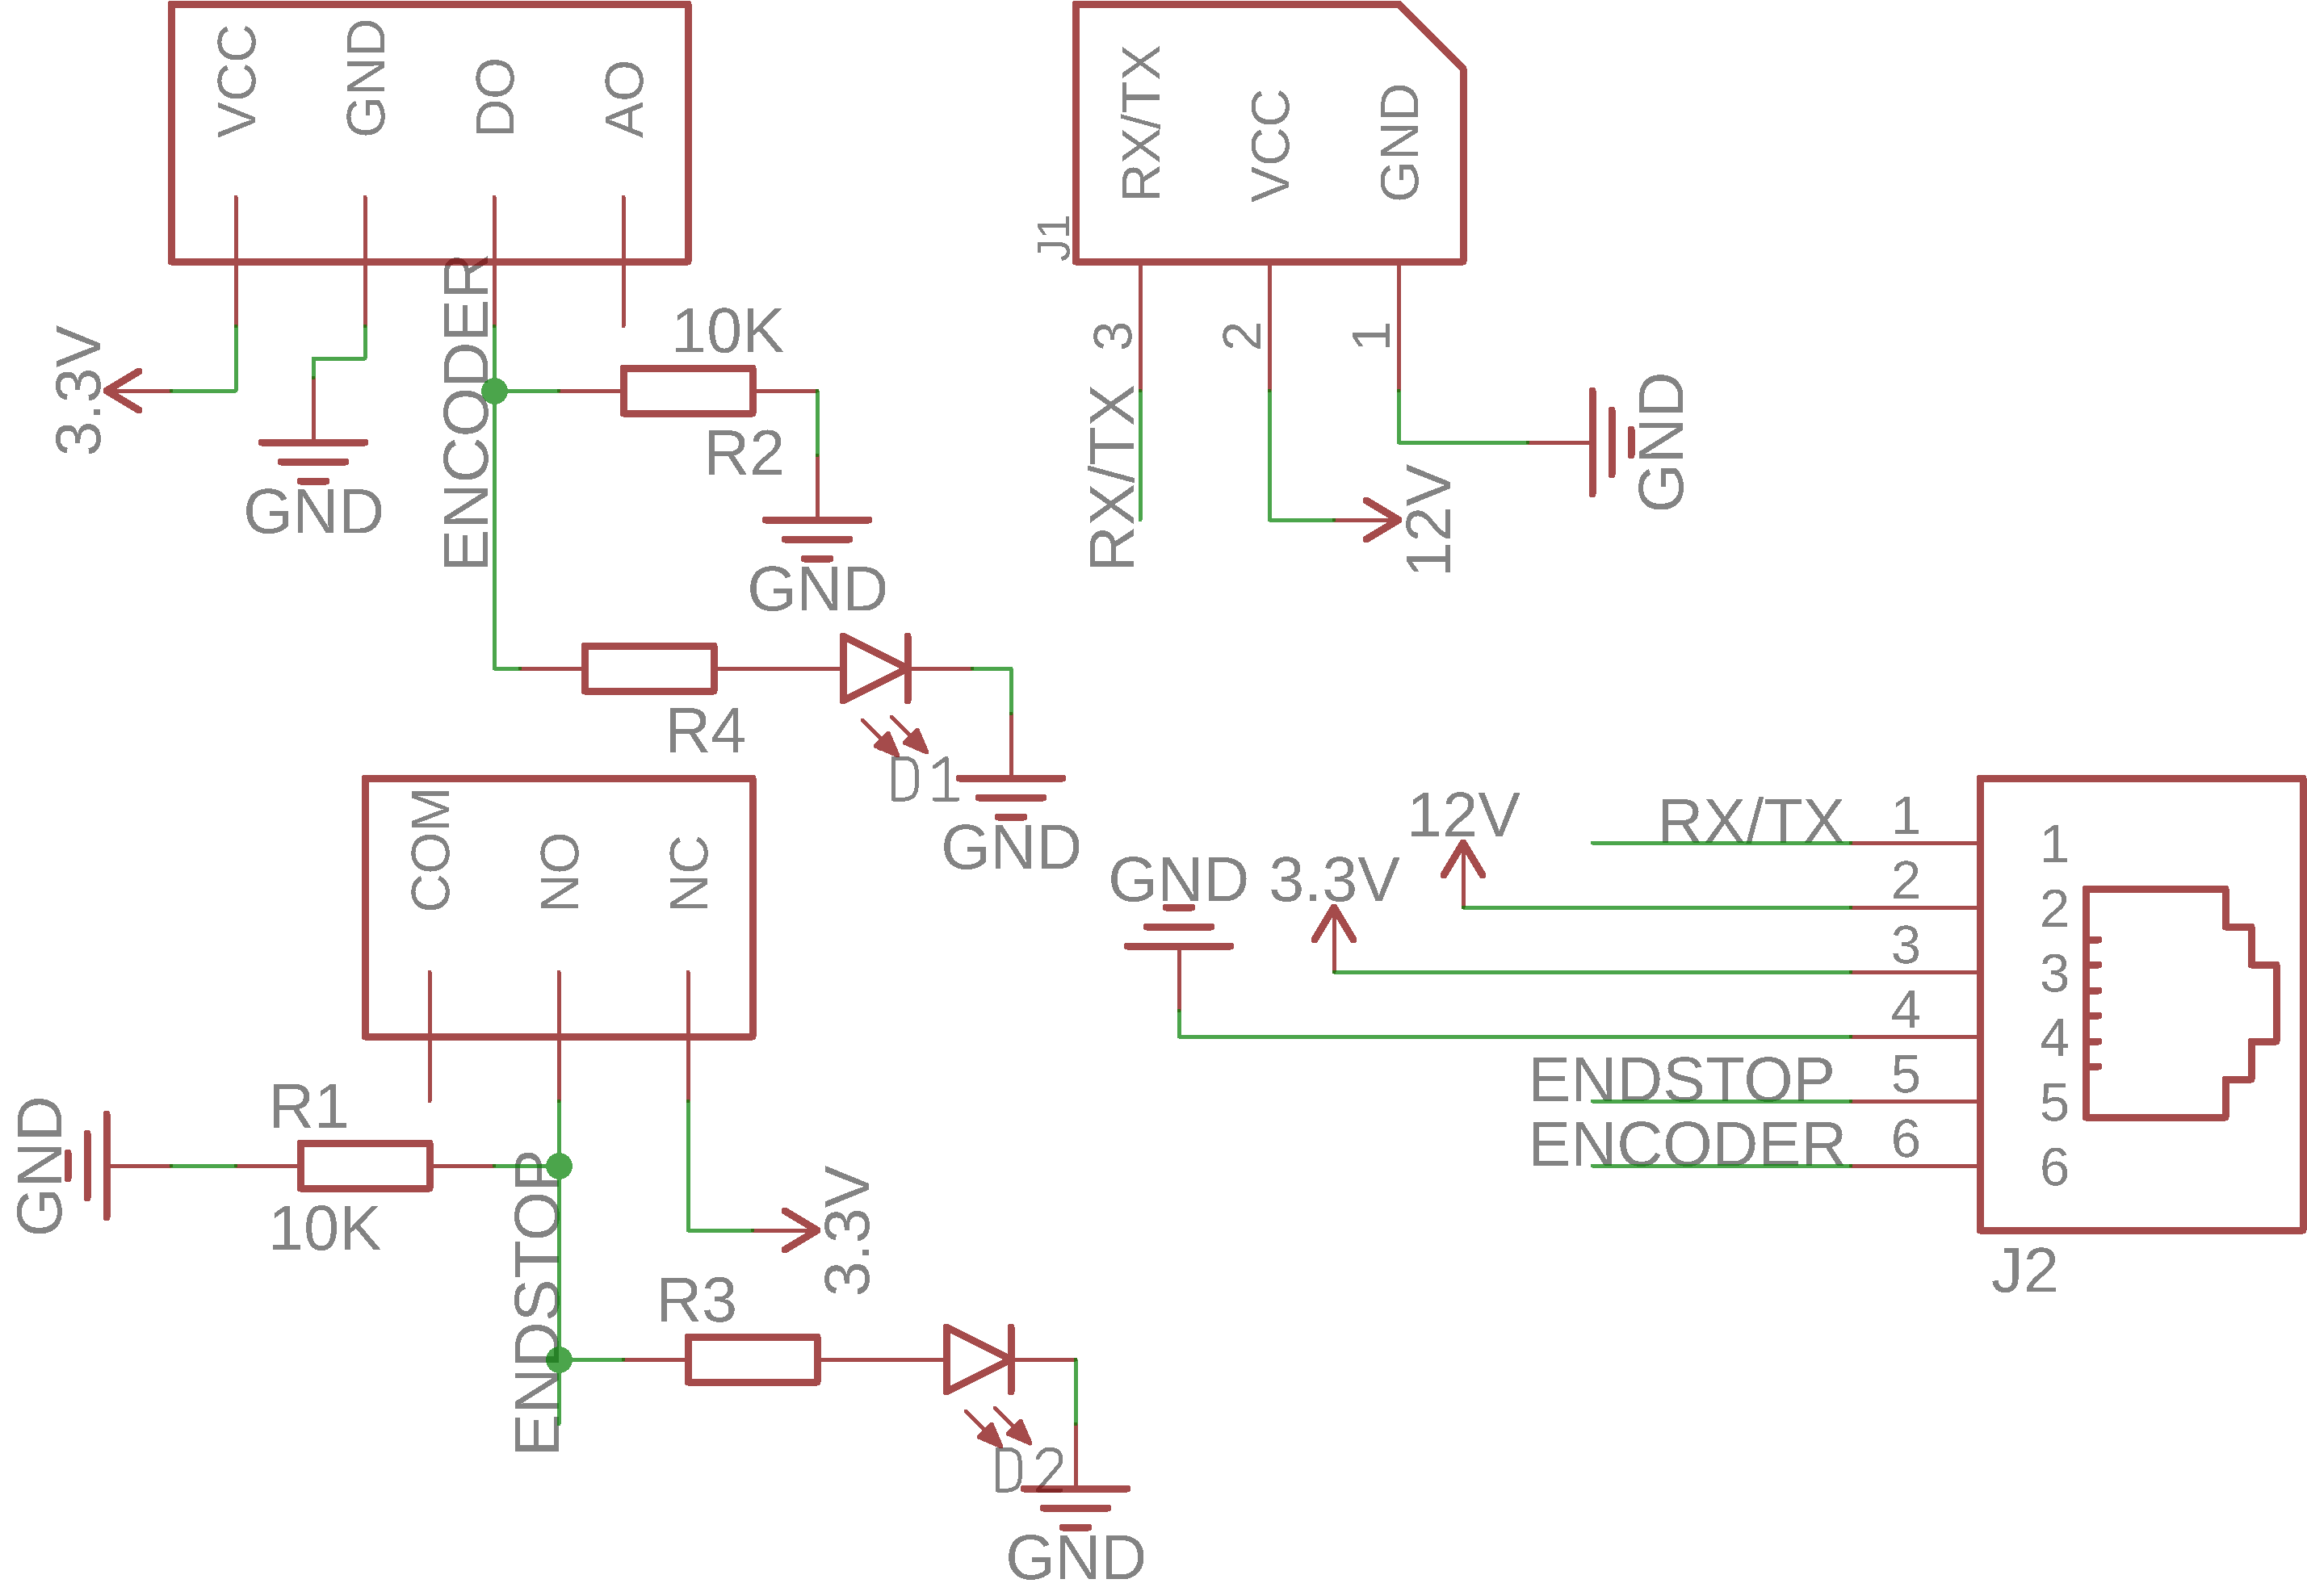 VCC
GND
DO
AO
3.3V
GND
ENCODER
10K
R2
GND
R4
D1
GND
J1
RX/TX
VCC
GND
3
2
1
RX/TX
12V
GND
COM
NO
NC
GND
R1
10K
ENDSTOP
3.3V
R3
D2
GND
RX/TX
12V
GND
3.3V
ENDSTOP
ENCODER
1
2
3
4
5
6
1
2
3
4
5
6
J2